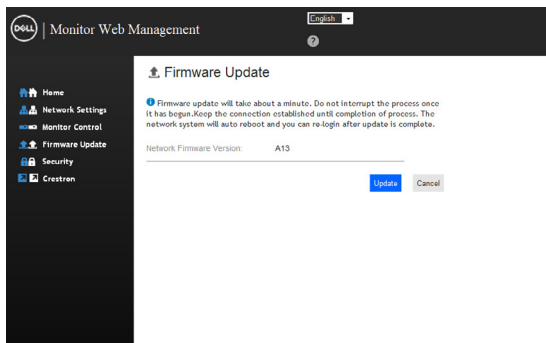 DELL | Monitor Web Management
English
?
Home
Network Settings
Monitor Control
Firmware Update
Security
Crestron
Firmware Update
Firmware update will take about a minute. Do not interrupt the process once
it has begun.Keep the connection established until completion of process. The
network system will auto reboot and you can re-login after update is complete.
Network Firmware Version: A13
Update Cancel